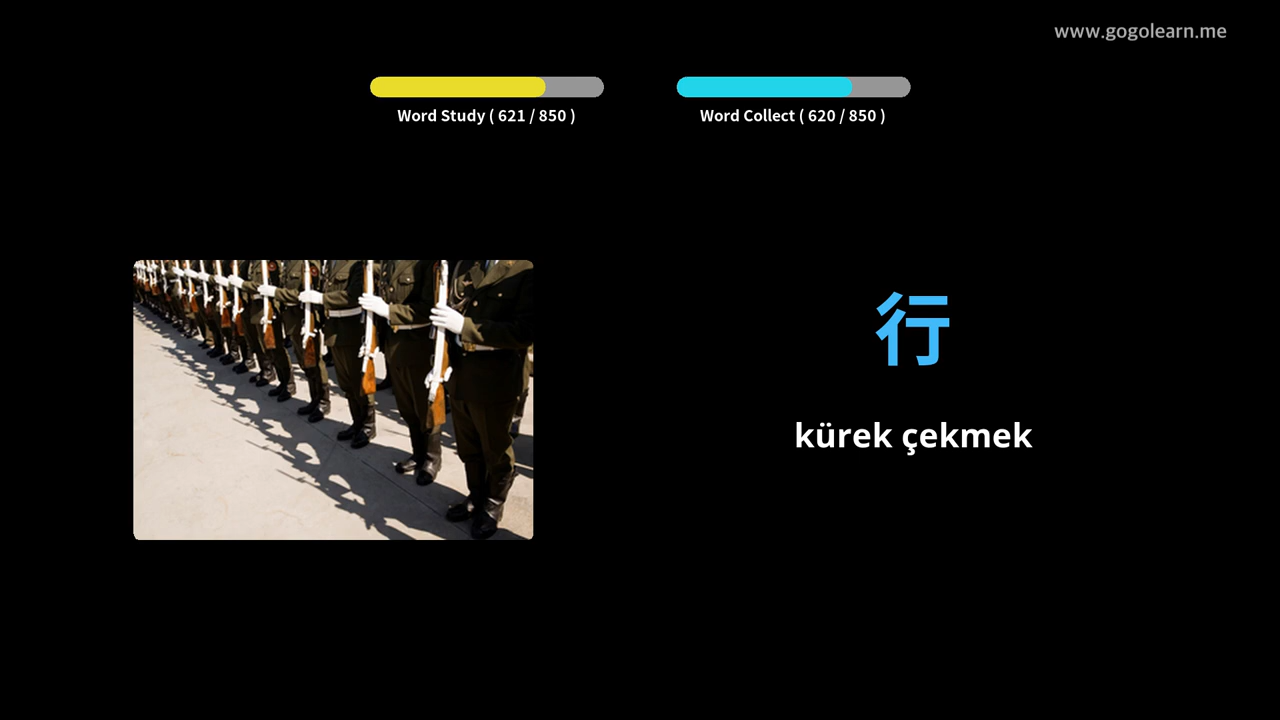 www.gogolearn.me
Word Study ( 621 / 850 )
Word Collect ( 620 / 850 )
行
kürek çekmek